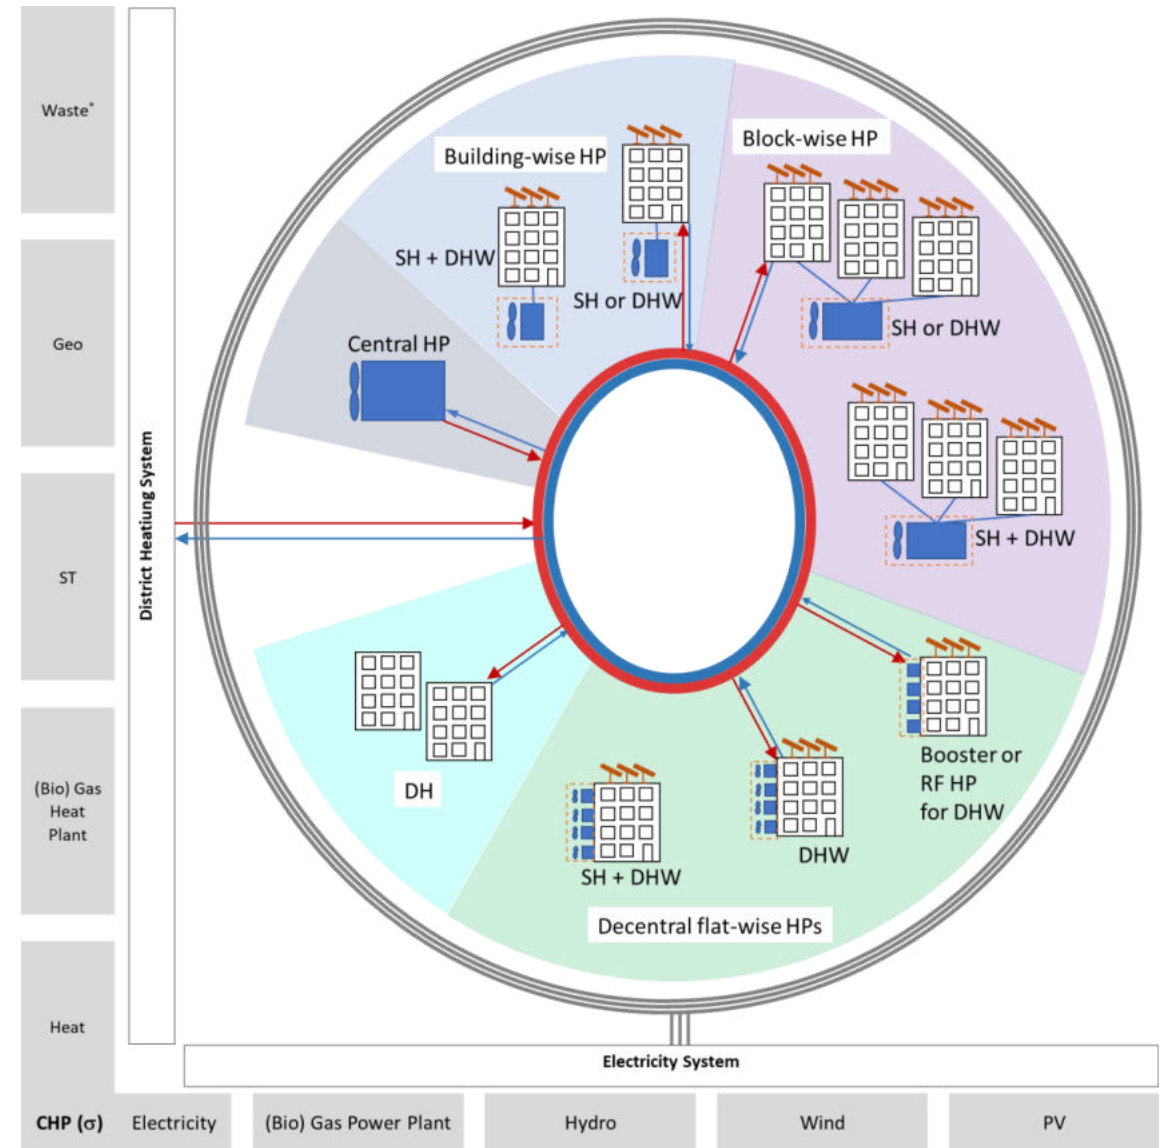 Waste*
Geo
ST
(Bio) Gas
Heat
Plant
Heat
CHP (σ)
District Heatiung System
Building-wise HP
Block-wise HP
SH + DHW
SH or DHW
SH or DHW
Central HP
SH + DHW
DH
Booster or
RF HP
for DHW
DHW
SH + DHW
Decentral flat-wise HPs
Electricity System
Electricity
(Bio) Gas Power Plant
Hydro
Wind
PV